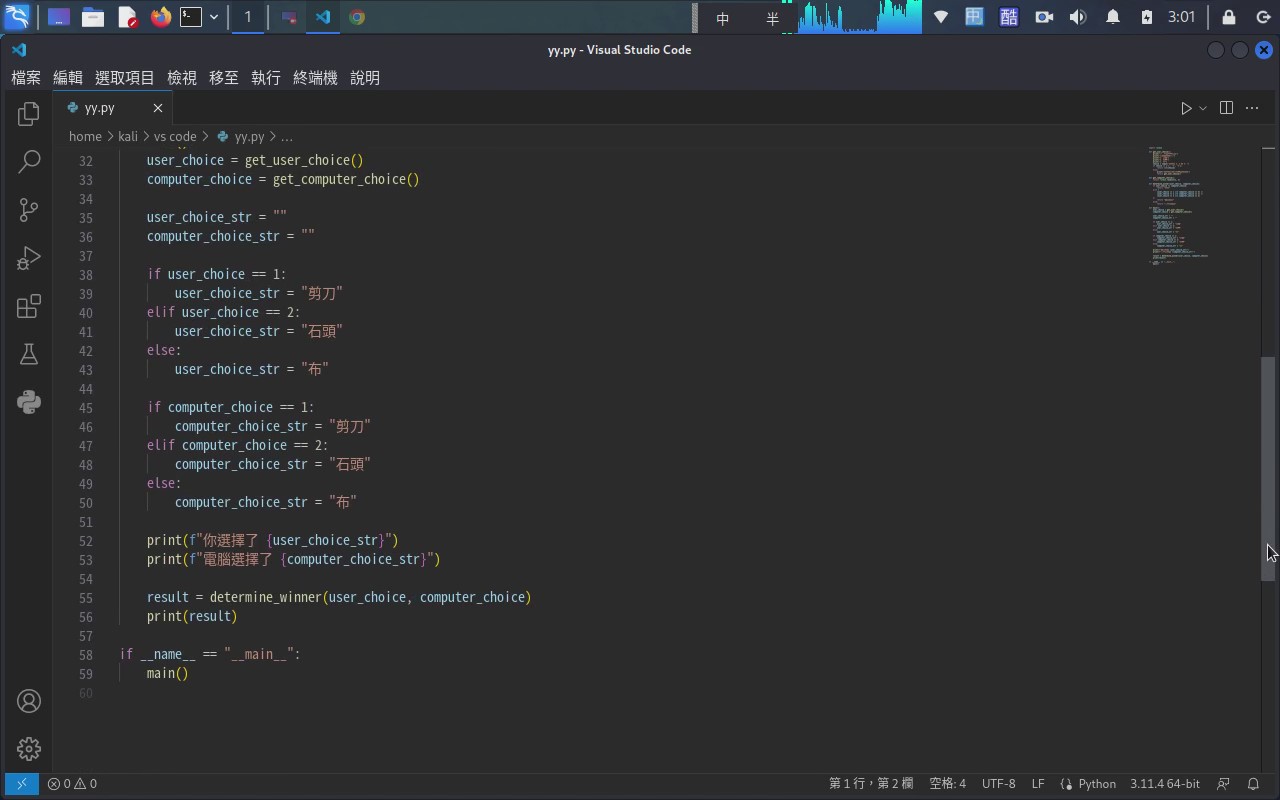 1
中 半
中
酷
3:01
yy.py - Visual Studio Code
檔案 編輯 選取項目 檢視 移至 執行 終端機 說明
yy.py
home > kali > vs code > yy.py > ...
32 user_choice = get_user_choice()
33 computer_choice = get_computer_choice()
34
35 user_choice_str = ""
36 computer_choice_str = ""
37
38 if user_choice == 1:
39 user_choice_str = "剪刀"
40 elif user_choice == 2:
41 user_choice_str = "石頭"
42 else:
43 user_choice_str = "布"
44
45 if computer_choice == 1:
46 computer_choice_str = "剪刀"
47 elif computer_choice == 2:
48 computer_choice_str = "石頭"
49 else:
50 computer_choice_str = "布"
51
52 print(f"你選擇了 {user_choice_str}")
53 print(f"電腦選擇了 {computer_choice_str}")
54
55 result = determine_winner(user_choice, computer_choice)
56 print(result)
57
58 if __name__ == "__main__":
59 main()
60
0 0 第 1 行，第 2 欄 空格: 4 UTF-8 LF Python 3.11.4 64-bit